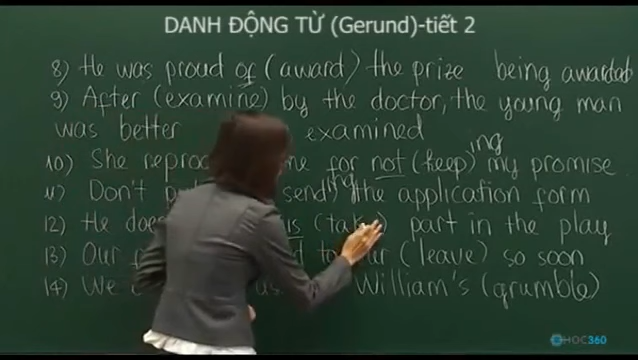 DANH ĐỘNG TỪ (Gerund)-tiết 2
8) He was proud of (award) the prize being awarded
9) After (examine) by the doctor, the young man
was better examined
10) She me for not (keep)ing my promise
11) Don't send ing the application form
12) He is (take) part in the play
13) Our to our (leave) so soon
14) We William's (grumble)
HOC360